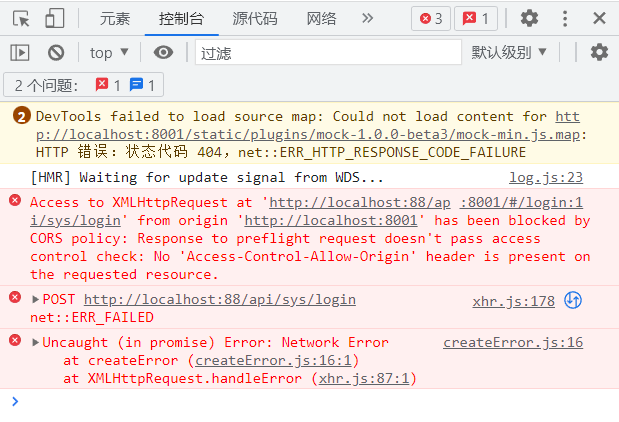 元素 控制台 源代码 网络 » 3 1
top ▼ 过滤 默认级别 ▼
2 个问题： 1 1
2 DevTools failed to load source map: Could not load content for htt
p://localhost:8001/static/plugins/mock-1.0.0-beta3/mock-min.js.map:
HTTP 错误：状态代码 404，net::ERR_HTTP_RESPONSE_CODE_FAILURE
[HMR] Waiting for update signal from WDS... log.js:23
Access to XMLHttpRequest at 'http://localhost:88/ap :8001/#/login:1
i/sys/login' from origin 'http://localhost:8001' has been blocked by
CORS policy: Response to preflight request doesn't pass access
control check: No 'Access-Control-Allow-Origin' header is present on
the requested resource.
▶POST http://localhost:88/api/sys/login xhr.js:178
net::ERR_FAILED
▶Uncaught (in promise) Error: Network Error createError.js:16
at createError (createError.js:16:1)
at XMLHttpRequest.handleError (xhr.js:87:1)